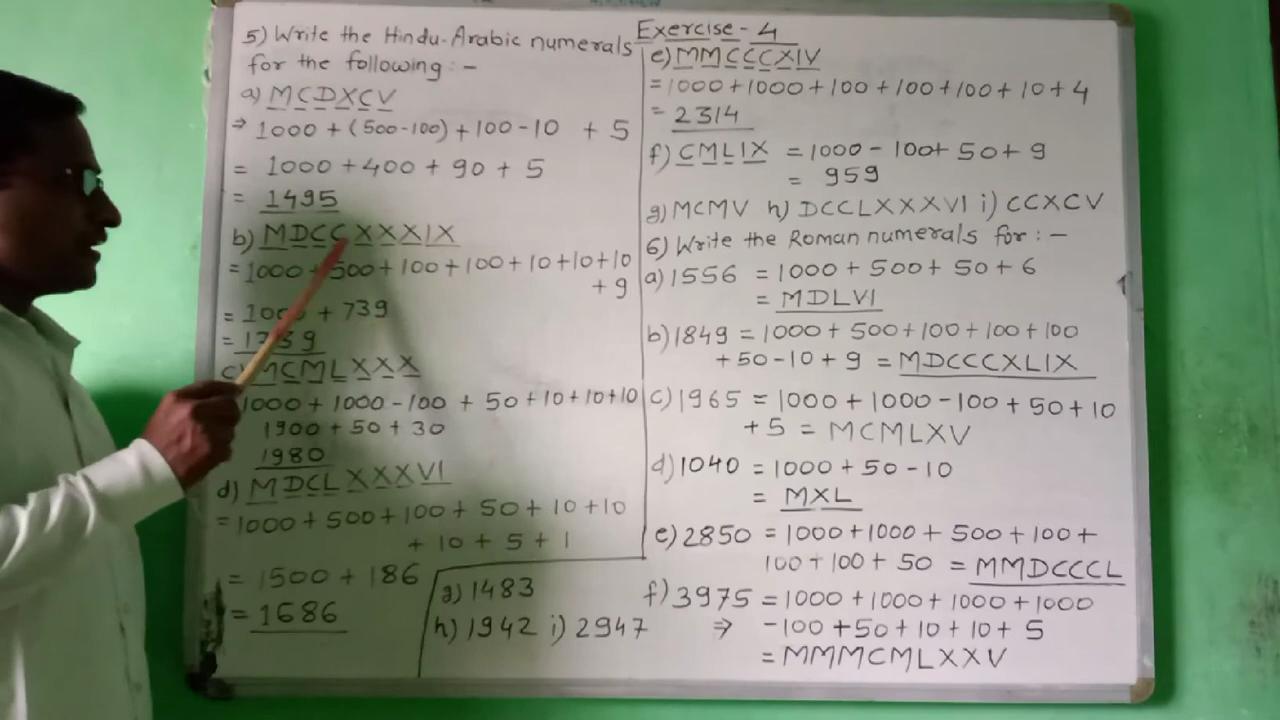 Exercise - 4
5) Write the Hindu-Arabic numerals
for the following :-
a) MCDXCV
⇒ 1000 + (500-100) + 100-10 + 5
= 1000 + 400 + 90 + 5
= 1495
b) MDCCXXXIX
= 1000 + 500 + 100 + 100 + 10 + 10 + 10
+ 9
= 1000 + 739
= 1739
c) MCMLXXX
1000 + 1000 - 100 + 50 + 10 + 10 + 10
1900 + 50 + 30
1980
d) MDCLXXXVI
= 1000 + 500 + 100 + 50 + 10 + 10
+ 10 + 5 + 1
= 1500 + 186
= 1686
e) MMCCCXIV
= 1000 + 1000 + 100 + 100 + 100 + 10 + 4
= 2314
f) CMLIX = 1000 - 100 + 50 + 9
= 959
g) MCMV h) DCCLXXXVI i) CCXCV
6) Write the Roman numerals for :-
a) 1556 = 1000 + 500 + 50 + 6
= MDLVI
b) 1849 = 1000 + 500 + 100 + 100 + 100
+ 50 - 10 + 9 = MDCCCXLIX
c) 1965 = 1000 + 1000 - 100 + 50 + 10
+ 5 = MCMLXV
d) 1040 = 1000 + 50 - 10
= MXL
e) 2850 = 1000 + 1000 + 500 + 100 +
100 + 100 + 50 = MMDCCCL
f) 3975 = 1000 + 1000 + 1000 + 1000
⇒ -100 + 50 + 10 + 10 + 5
= MMMCMLXXV
g) 1483
h) 1942 i) 2947